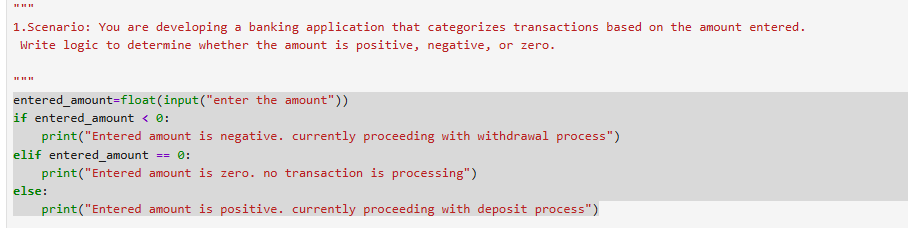 """
1.Scenario: You are developing a banking application that categorizes transactions based on the amount entered.
 Write logic to determine whether the amount is positive, negative, or zero.
"""
entered_amount=float(input("enter the amount"))
if entered_amount < 0:
    print("Entered amount is negative. currently proceeding with withdrawal process")
elif entered_amount == 0:
    print("Entered amount is zero. no transaction is processing")
else:
    print("Entered amount is positive. currently proceeding with deposit process")